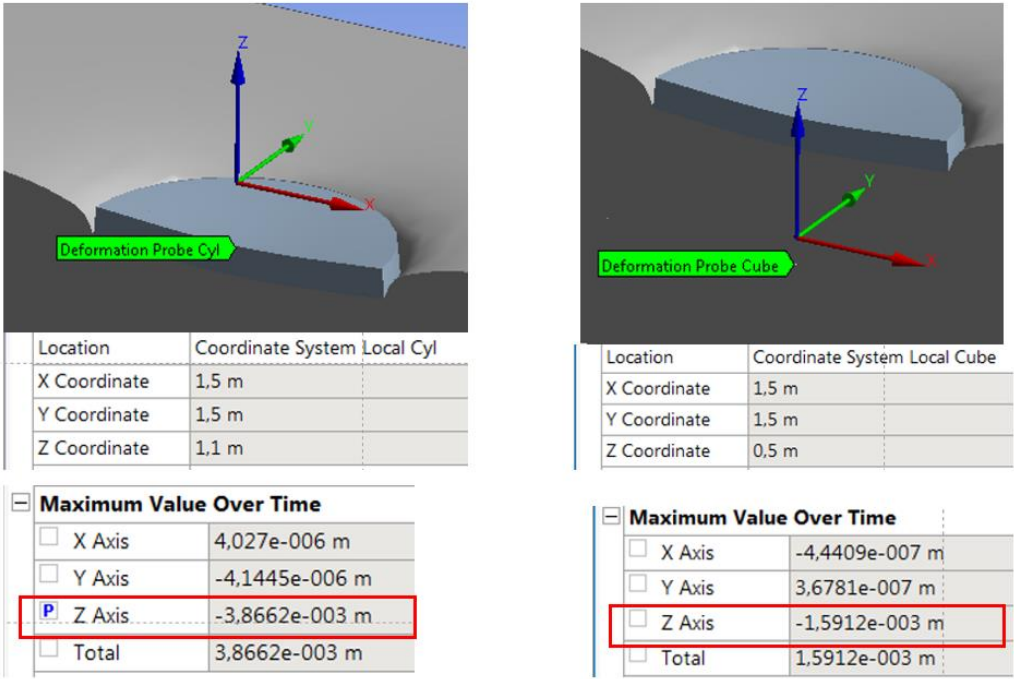 Z
Y
X
Deformation Probe Cyl
Location Coordinate System Local Cyl
X Coordinate 1,5 m
Y Coordinate 1,5 m
Z Coordinate 1,1 m
Maximum Value Over Time
X Axis 4,027e-006 m
Y Axis -4,1445e-006 m
P Z Axis -3,8662e-003 m
Total 3,8662e-003 m
Z
Y
X
Deformation Probe Cube
Location Coordinate System Local Cube
X Coordinate 1,5 m
Y Coordinate 1,5 m
Z Coordinate 0,5 m
Maximum Value Over Time
X Axis -4,4409e-007 m
Y Axis 3,6781e-007 m
Z Axis -1,5912e-003 m
Total 1,5912e-003 m